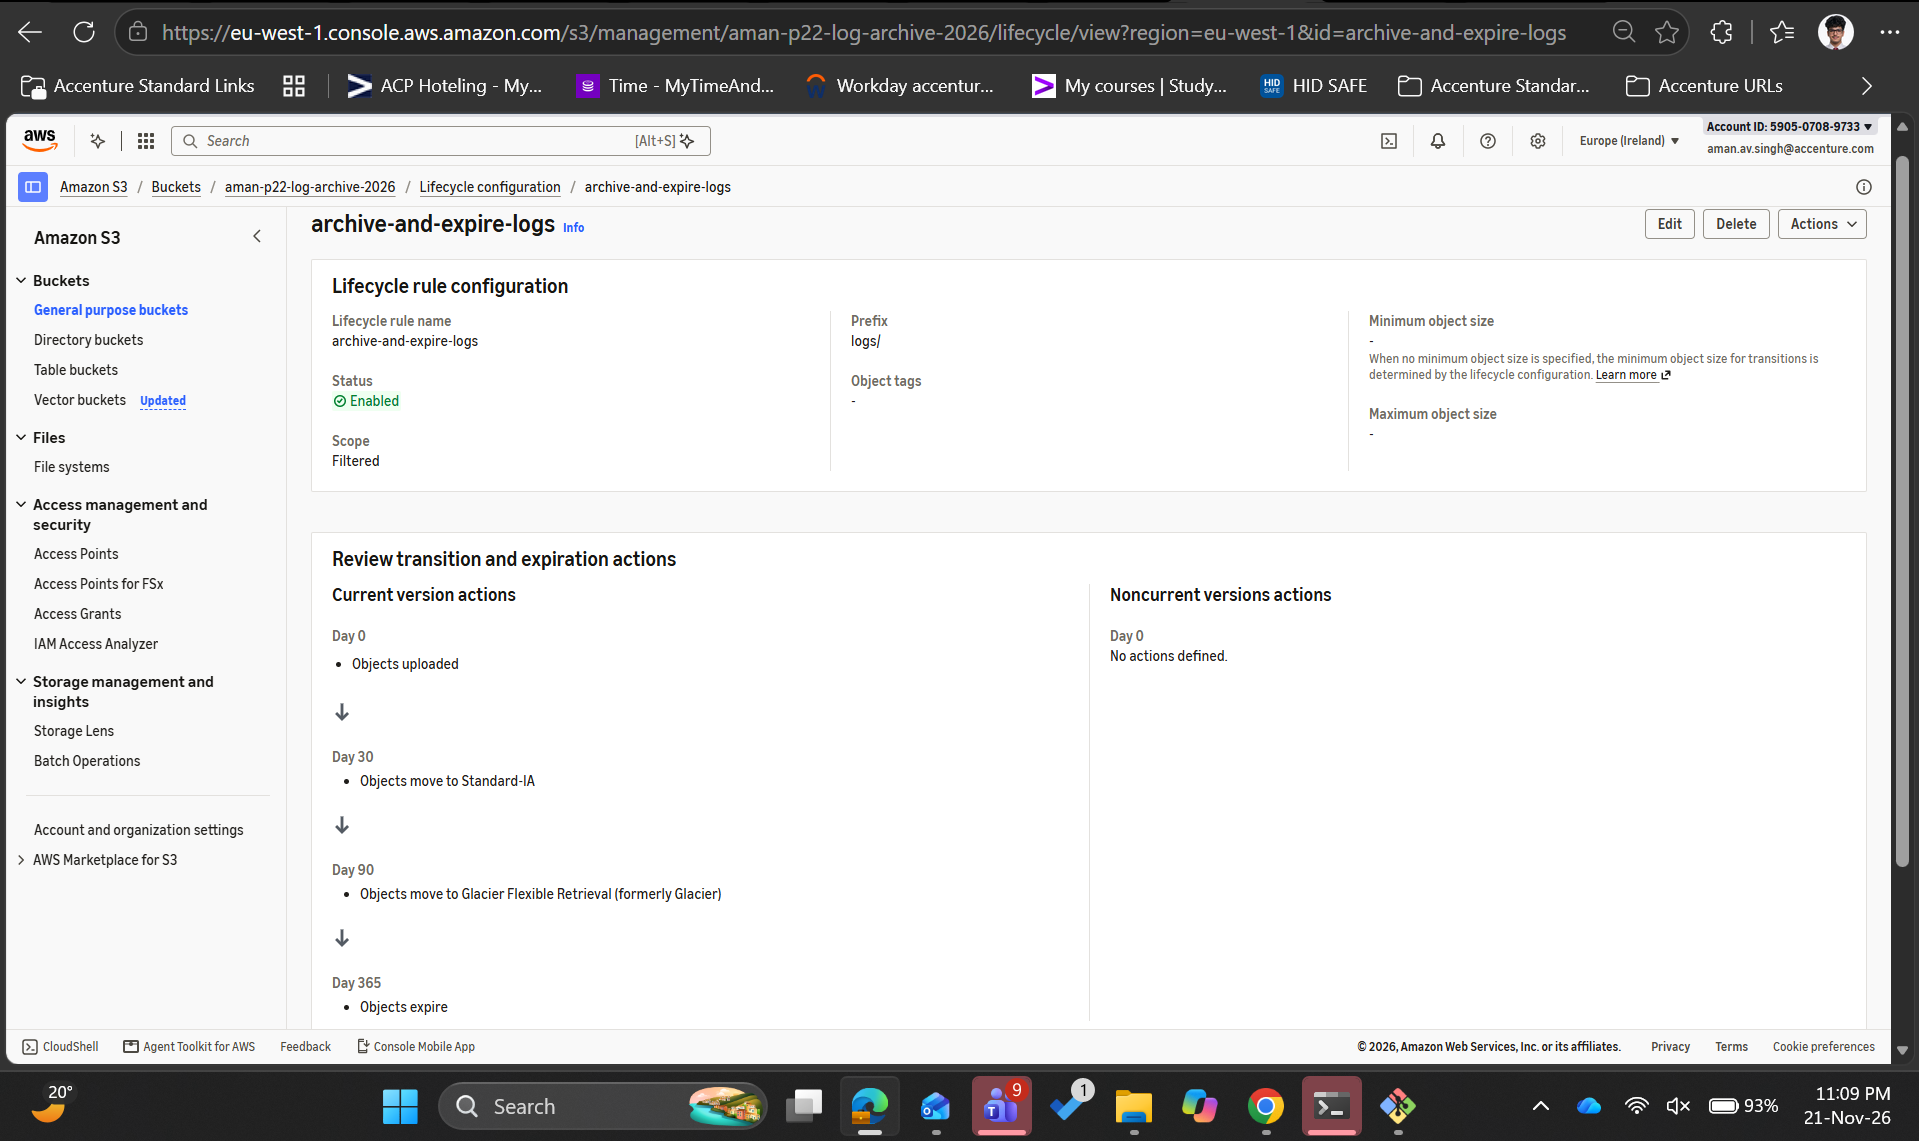 https://eu-west-1.console.aws.amazon.com/s3/management/aman-p22-log-archive-2026/lifecycle/view?region=eu-west-1&id=archive-and-expire-logs
Accenture Standard Links
ACP Hoteling - My...
Time - MyTimeAnd...
Workday accentur...
My courses | Study...
HID SAFE
HID SAFE
Accenture Standar...
Accenture URLs
aws
Search
[Alt+S]
Europe (Ireland)
Account ID: 5905-0708-9733
aman.av.singh@accenture.com
Amazon S3 / Buckets / aman-p22-log-archive-2026 / Lifecycle configuration / archive-and-expire-logs
Amazon S3
Buckets
General purpose buckets
Directory buckets
Table buckets
Vector buckets Updated
Files
File systems
Access management and
security
Access Points
Access Points for FSx
Access Grants
IAM Access Analyzer
Storage management and
insights
Storage Lens
Batch Operations
Account and organization settings
AWS Marketplace for S3
archive-and-expire-logs Info
Edit
Delete
Actions
Lifecycle rule configuration
Lifecycle rule name
archive-and-expire-logs
Status
Enabled
Scope
Filtered
Prefix
logs/
Object tags
-
Minimum object size
-
When no minimum object size is specified, the minimum object size for transitions is
determined by the lifecycle configuration. Learn more
Maximum object size
-
Review transition and expiration actions
Current version actions
Day 0
• Objects uploaded
Day 30
• Objects move to Standard-IA
Day 90
• Objects move to Glacier Flexible Retrieval (formerly Glacier)
Day 365
• Objects expire
Noncurrent versions actions
Day 0
No actions defined.
CloudShell
Agent Toolkit for AWS
Feedback
Console Mobile App
© 2026, Amazon Web Services, Inc. or its affiliates.
Privacy
Terms
Cookie preferences
20°
Search
9
1
93%
11:09 PM
21-Nov-26